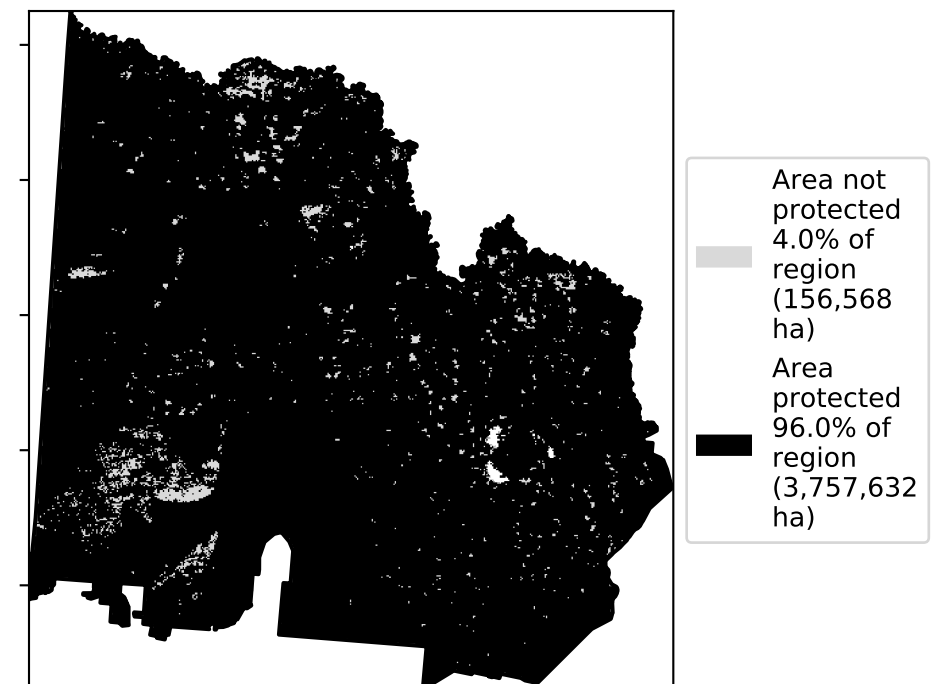 Area not
protected
4.0% of
region
(156,568
ha)
Area
protected
96.0% of
region
(3,757,632
ha)